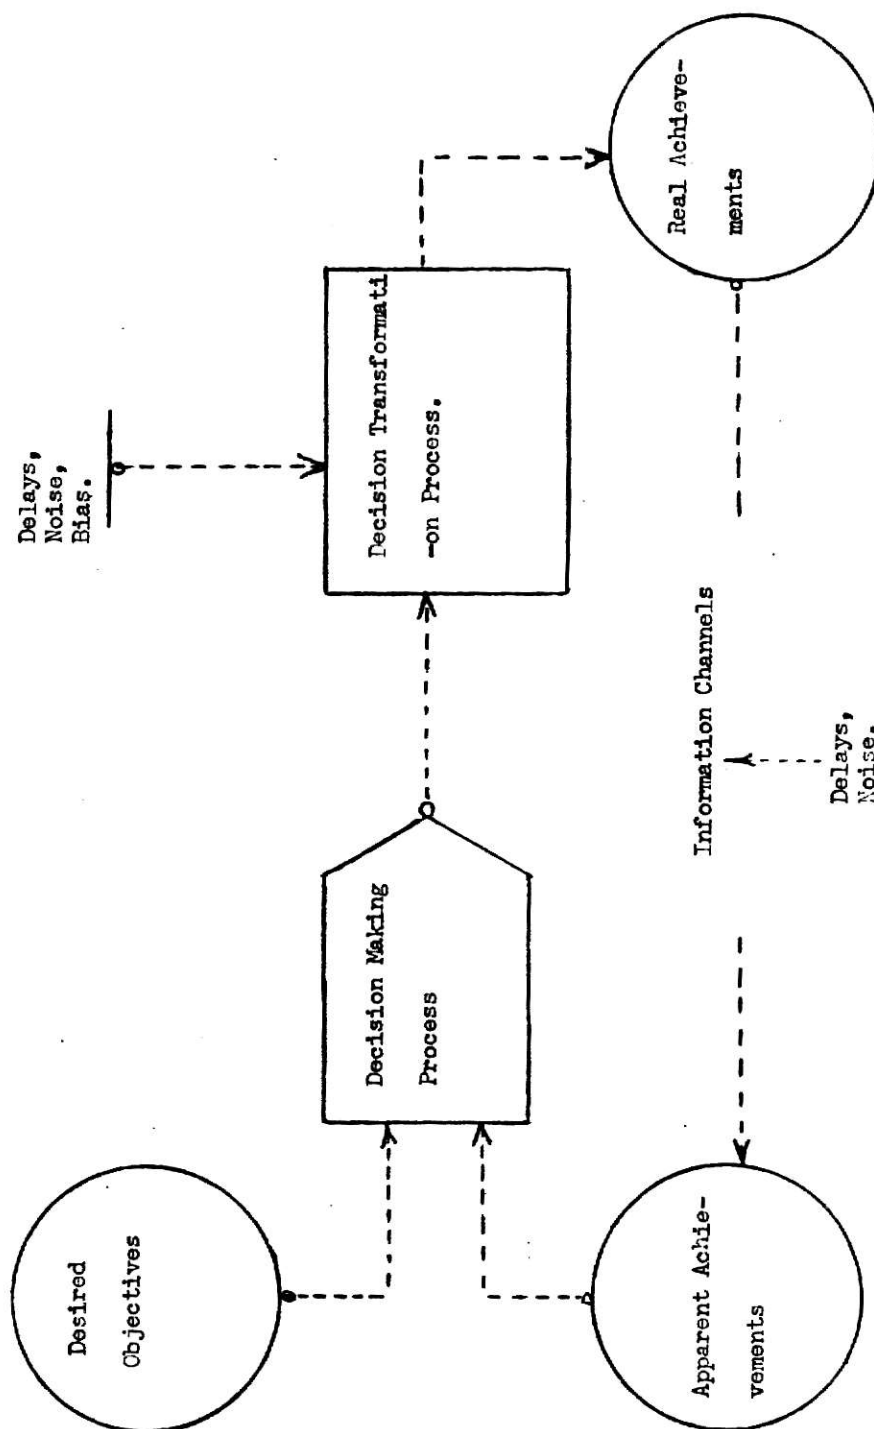 Delays,
Noise,
Bias.
Desired
Objectives
Decision Making
Process
Decision Transformati
-on Process.
Real Achieve-
ments
Information Channels
Apparent Achie-
vements
Delays,
Noise.